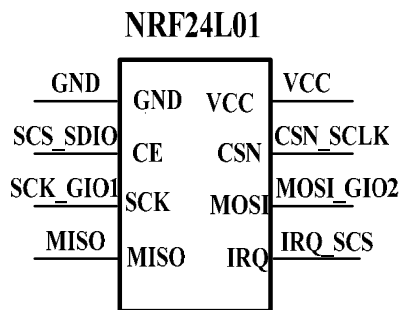 NRF24L01
GND GND VCC VCC
SCS_SDIO CE CSN CSN_SCLK
SCK_GIO1 SCK MOSI MOSI_GIO2
MISO MISO IRQ IRQ_SCS